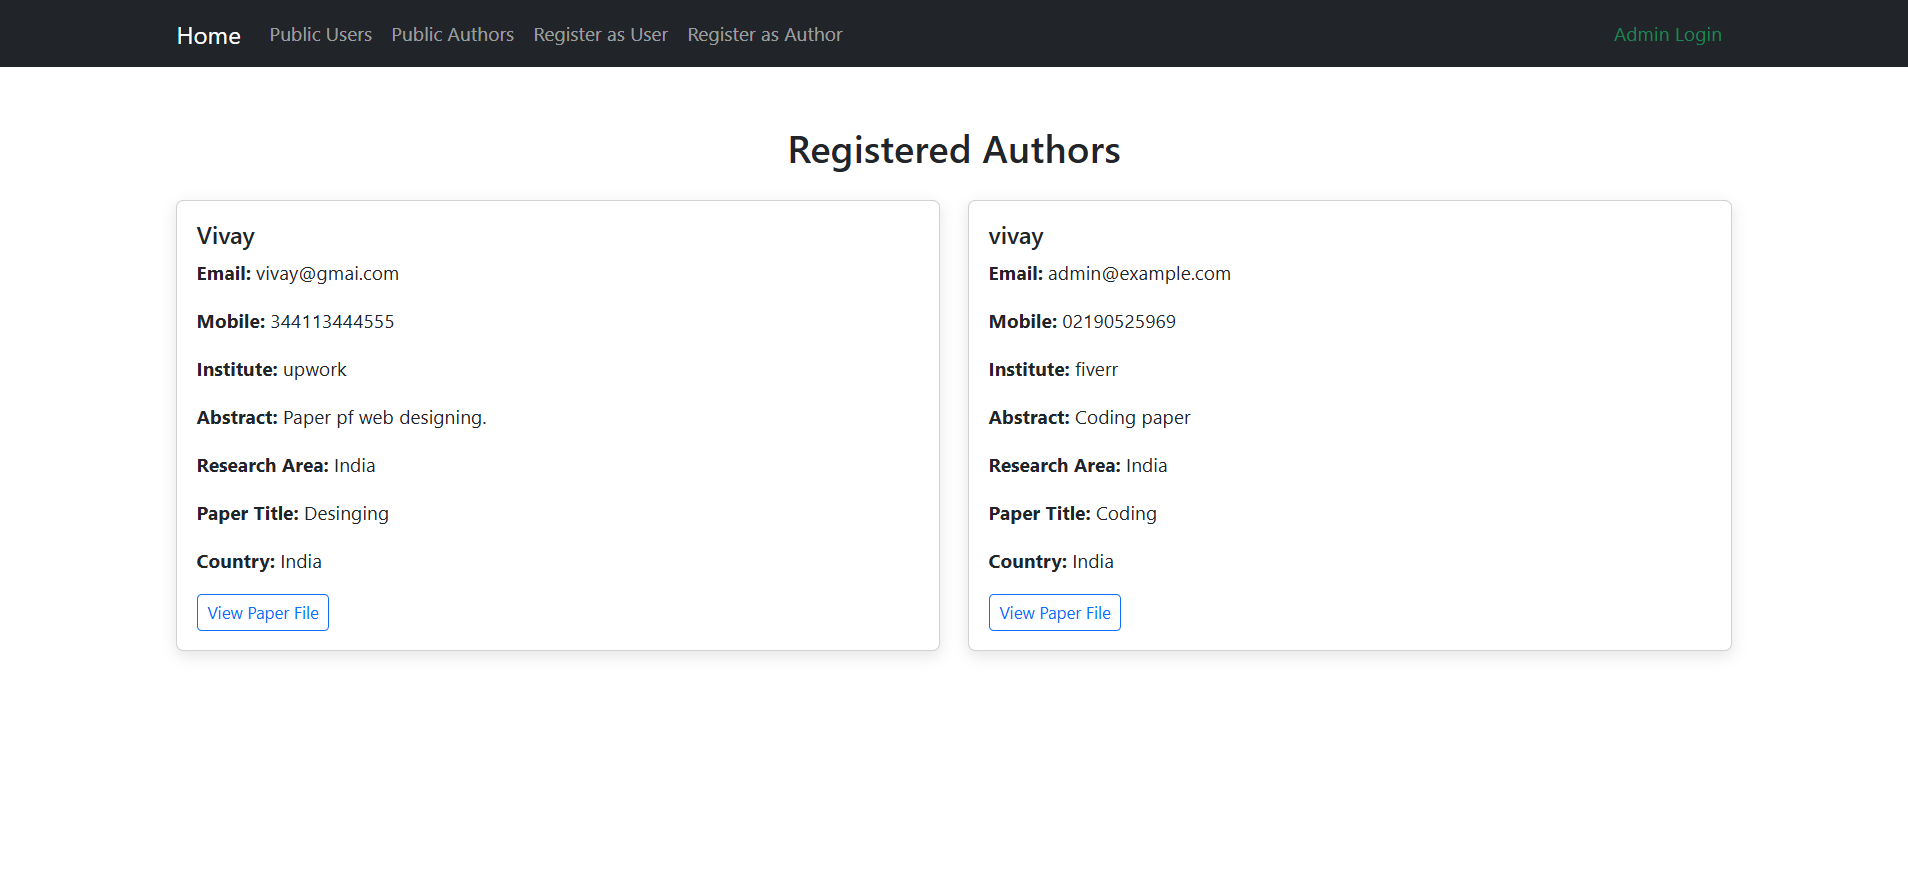 Home Public Users Public Authors Register as User Register as Author Admin Login
Registered Authors
Vivay
Email: vivay@gmai.com
Mobile: 344113444555
Institute: upwork
Abstract: Paper pf web designing.
Research Area: India
Paper Title: Desinging
Country: India
View Paper File
vivay
Email: admin@example.com
Mobile: 02190525969
Institute: fiverr
Abstract: Coding paper
Research Area: India
Paper Title: Coding
Country: India
View Paper File